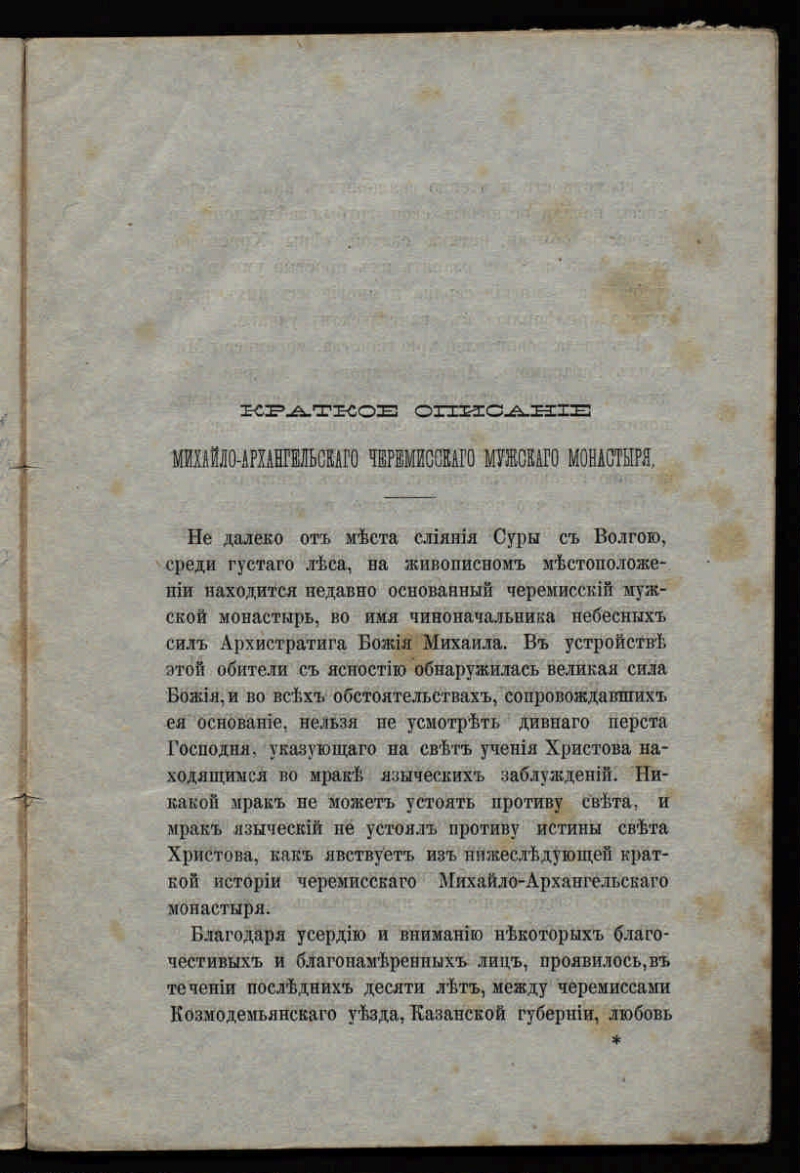 КРАТКОЕ ОПИСАНІЕ
МИХАЙЛО-АРХАНГЕЛЬСКАГО ЧЕРЕМИССКАГО МУЖСКАГО МОНАСТЫРЯ.
Не далеко отъ мѣста сліянія Суры съ Волгою,
среди густаго лѣса, на живописномъ мѣстоположе-
ніи находится недавно основанный черемисскій муж-
ской монастырь, во имя чиноначальника небесныхъ
силъ Архистратига Божія Михаила. Въ устройствѣ
этой обители съ ясностію обнаружилась великая сила
Божія, и во всѣхъ обстоятельствахъ, сопровождавшихъ
ея основаніе, нельзя не усмотрѣть дивнаго перста
Господня, указующаго на свѣтъ ученія Христова на-
ходящимся во мракѣ языческихъ заблужденій. Ни-
какой мракъ не можетъ устоять противу свѣта, и
мракъ языческій не устоялъ противу истины свѣта
Христова, какъ явствуетъ изъ нижеслѣдующей крат-
кой исторіи черемисскаго Михайло-Архангельскаго
монастыря.
Благодаря усердію и вниманію нѣкоторыхъ благо-
честивыхъ и благонамѣренныхъ лицъ, проявилось, въ
теченіи послѣднихъ десяти лѣтъ, между черемиссами
Козмодемьянскаго уѣзда, Казанской губерніи, любовь
*